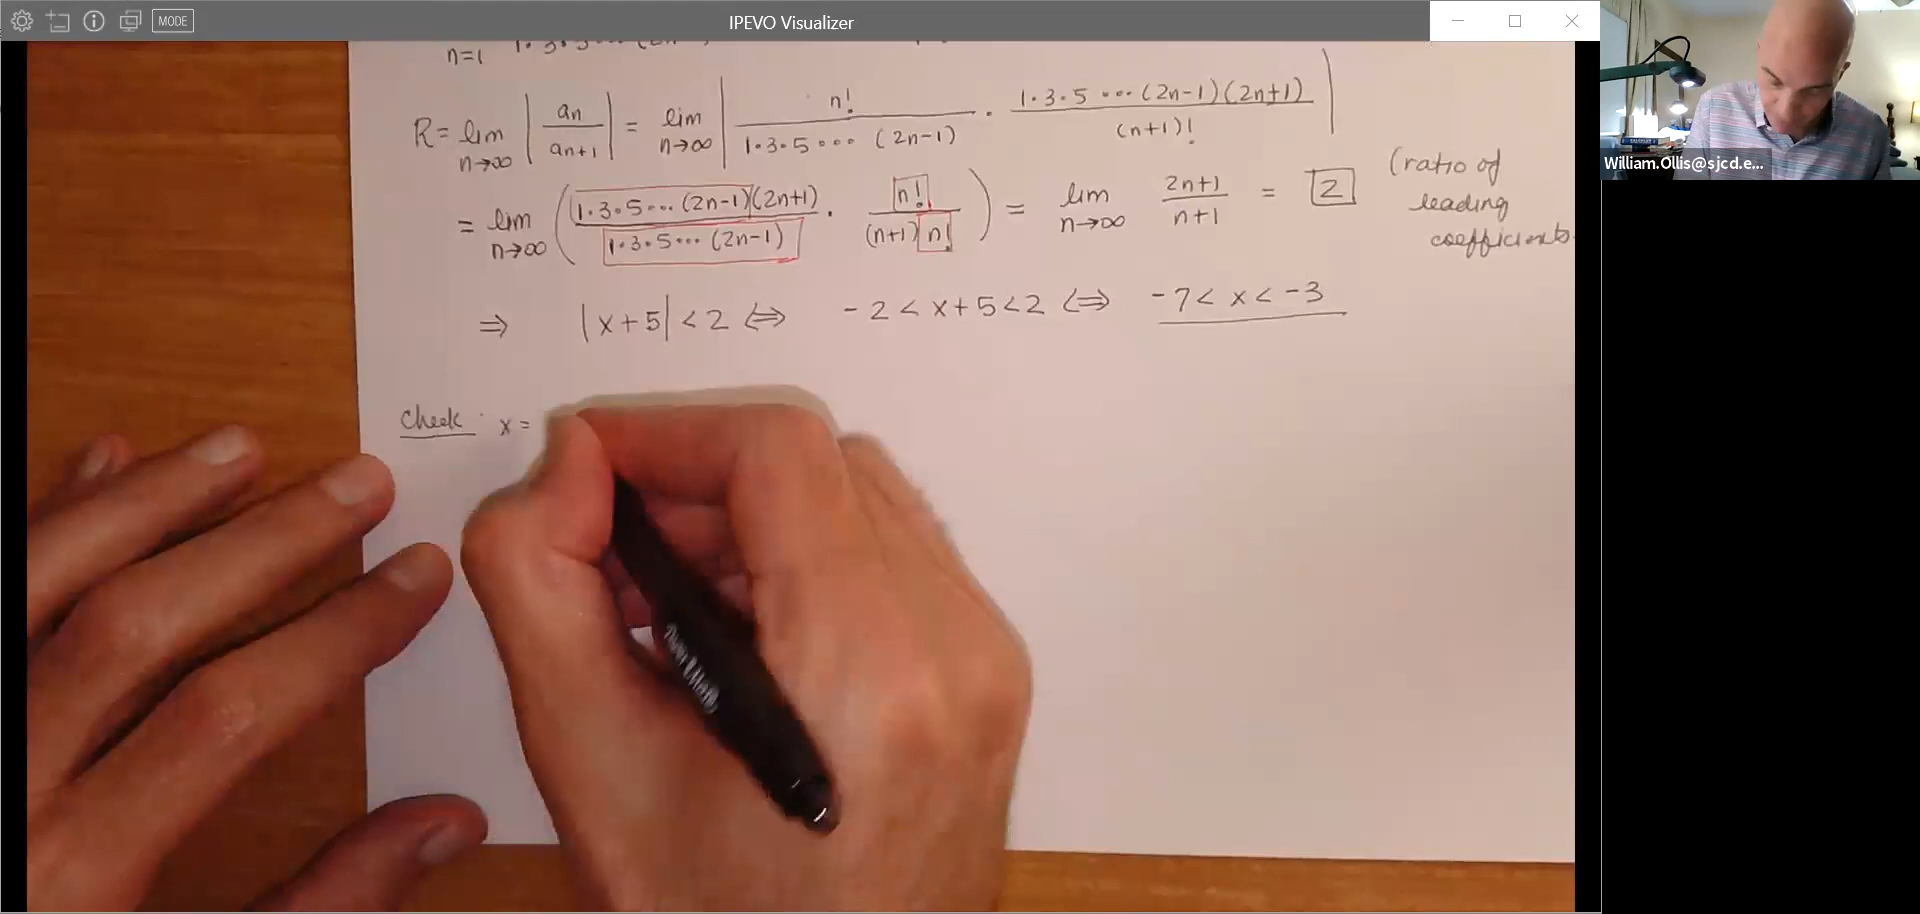 MODE
IPEVO Visualizer
n=1
R= lim n→∞ | an / an+1 | = lim n→∞ | n! / 1·3·5··· (2n-1) · 1·3·5 ··· (2n-1)(2n+1) / (n+1)! |
= lim n→∞ ( 1·3·5··· (2n-1)(2n+1) / 1·3·5··· (2n-1) · n! / (n+1) n! ) = lim n→∞ 2n+1 / n+1 = 2
(ratio of
leading
coefficients
⇒ |x+5| < 2 ⇔ -2 < x+5 < 2 ⇔ -7 < x < -3
Check: x =
William.Ollis@sjcd.e...